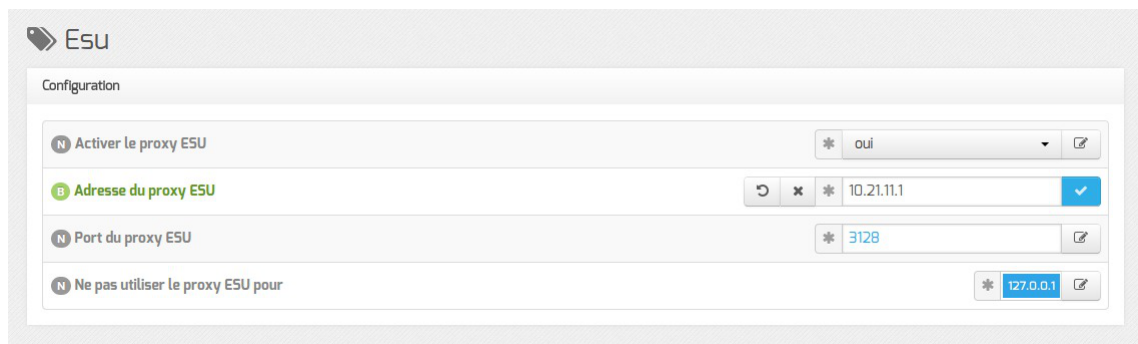 Esu
Configuration
N Activer le proxy ESU * oui
B Adresse du proxy ESU * 10.21.11.1
N Port du proxy ESU * 3128
N Ne pas utiliser le proxy ESU pour * 127.0.0.1